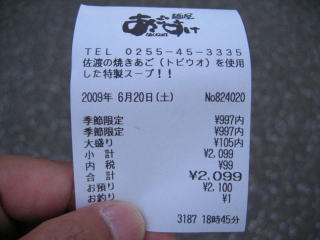 麺屋
あごすけ
TEL 0255-45-3335
佐渡の焼きあご(トビウオ)を使用
した特製スープ!!
2009年 6月20日(土) No824020
季節限定 ¥997内
季節限定 ¥997内
大盛り ¥105内
小 計 ¥2,099
内 税 ¥99
合 計 ¥2,099
お預り ¥2,100
お釣り ¥1
3187 18時45分